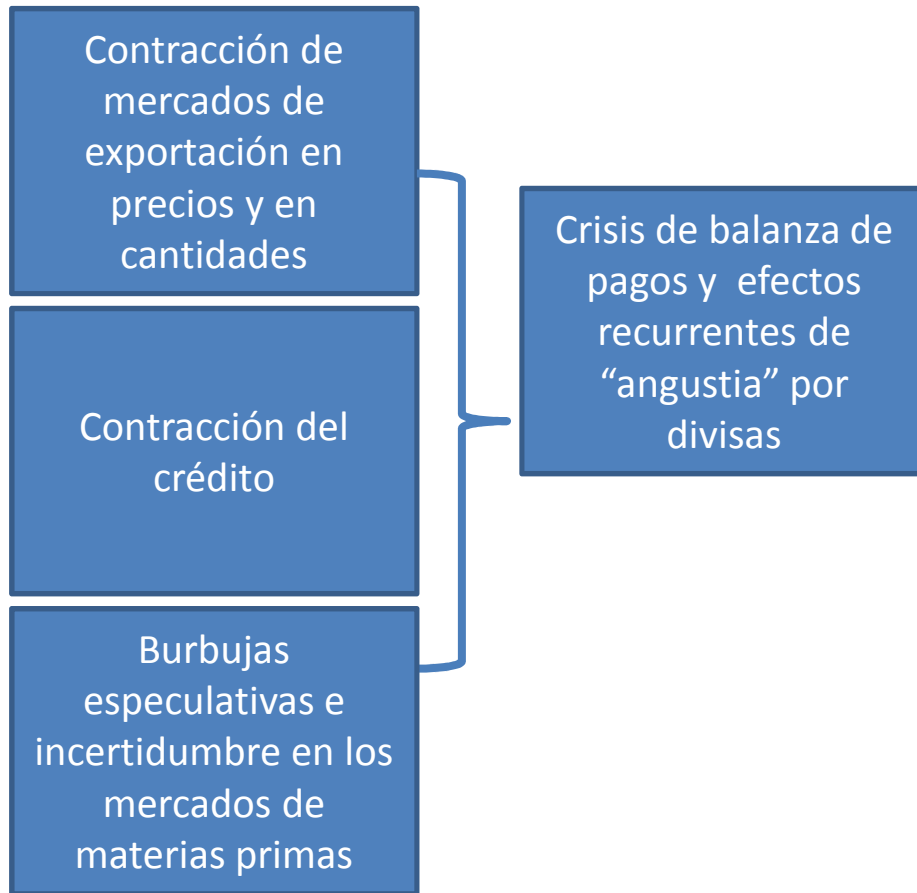 Contracción de
mercados de
exportación en
precios y en
cantidades
Contracción del
crédito
Burbujas
especulativas e
incertidumbre en los
mercados de
materias primas
Crisis de balanza de
pagos y  efectos
recurrentes de
“angustia” por
divisas